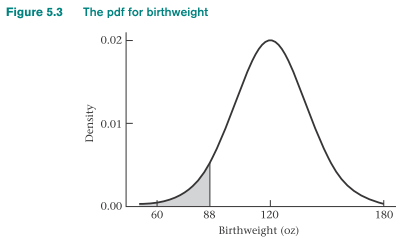 Figure 5.3 The pdf for birthweight
0.02
0.01
0.00
Density
60 88 120 180
Birthweight (oz)